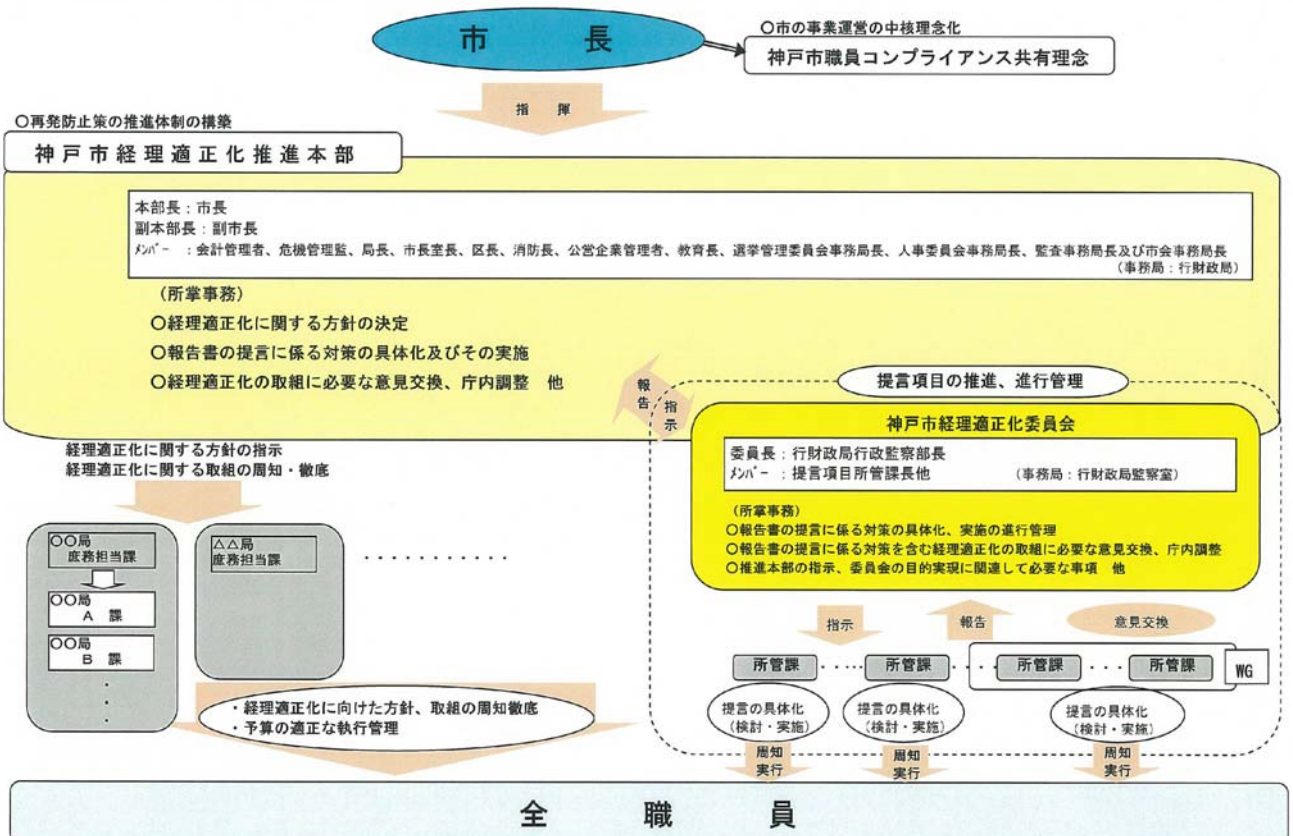 市 長
〇市の事業運営の中核理念化
神戸市職員コンプライアンス共有理念
指 揮
〇再発防止策の推進体制の構築
神戸市経理適正化推進本部
本部長：市長
副本部長：副市長
ﾒﾝﾊﾞｰ ：会計管理者、危機管理監、局長、市長室長、区長、消防長、公営企業管理者、教育長、選挙管理委員会事務局長、人事委員会事務局長、監査事務局長及び市会事務局長
（事務局：行財政局）
（所掌事務）
〇経理適正化に関する方針の決定
〇報告書の提言に係る対策の具体化及びその実施
〇経理適正化の取組に必要な意見交換、庁内調整 他
報告
指示
提言項目の推進、進行管理
神戸市経理適正化委員会
委員長：行財政局行政監察部長
ﾒﾝﾊﾞｰ ：提言項目所管課長他 （事務局：行財政局監察室）
（所掌事務）
〇報告書の提言に係る対策の具体化、実施の進行管理
〇報告書の提言に係る対策を含む経理適正化の取組に必要な意見交換、庁内調整
〇推進本部の指示、委員会の目的実現に関連して必要な事項 他
経理適正化に関する方針の指示
経理適正化に関する取組の周知・徹底
〇〇局
庶務担当課
〇〇局
A 課
〇〇局
B 課
・
・
・
△△局
庶務担当課
・・・・・・・・・・・
指示
報告
意見交換
所管課 ・・・・・ 所管課 ・・・・ 所管課 ・・・ 所管課
WG
提言の具体化
（検討・実施）
提言の具体化
（検討・実施）
提言の具体化
（検討・実施）
・経理適正化に向けた方針、取組の周知徹底
・予算の適正な執行管理
周知
実行
周知
実行
周知
実行
全 職 員